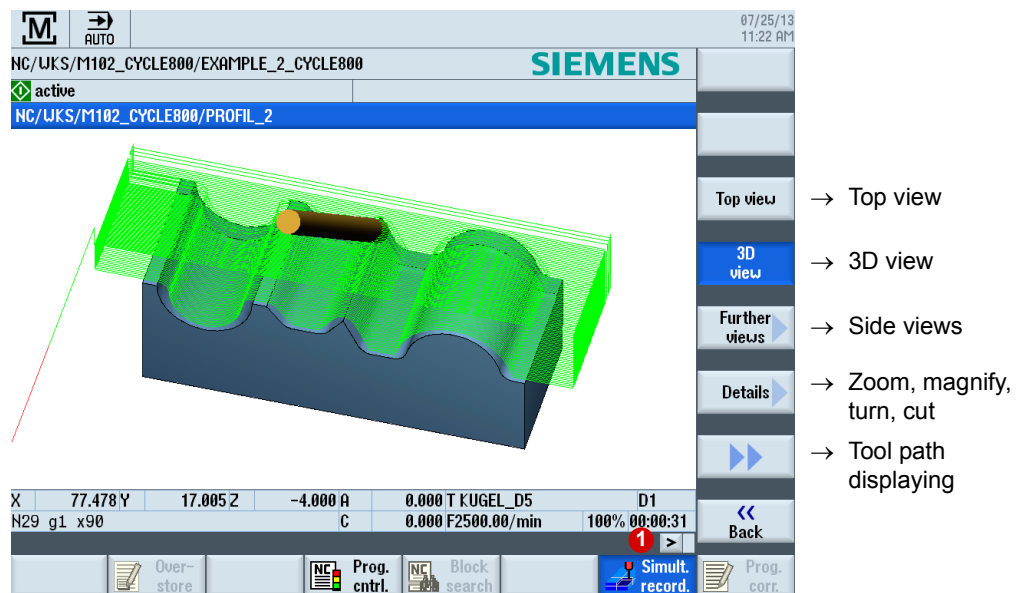 M
AUTO
07/25/13
11:22 AM
NC/WKS/M102_CYCLE800/EXAMPLE_2_CYCLE800
SIEMENS
active
NC/WKS/M102_CYCLE800/PROFIL_2
Top view → Top view
3D
view → 3D view
Further
views → Side views
Details → Zoom, magnify,
turn, cut
→ Tool path
displaying
X 77.478 Y 17.005 Z -4.000 A 0.000 T KUGEL_D5 D1
N29 g1 x90 C 0.000 F2500.00/min 100% 00:00:31
<<
Back
1 >
Over-
store
NC Prog.
cntrl.
NC Block
search
Simult.
record.
Prog.
corr.